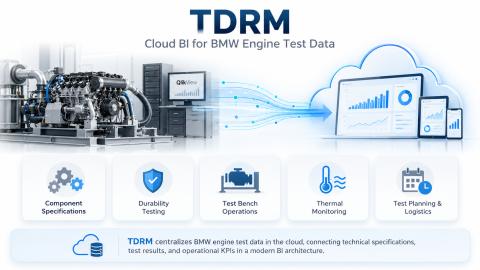 TDRM
Cloud BI for BMW Engine Test Data
QlikView
Component
Specifications
Durability
Testing
Test Bench
Operations
Thermal
Monitoring
Test Planning &
Logistics
TDRM centralizes BMW engine test data in the cloud, connecting technical specifications,
test results, and operational KPIs in a modern BI architecture.